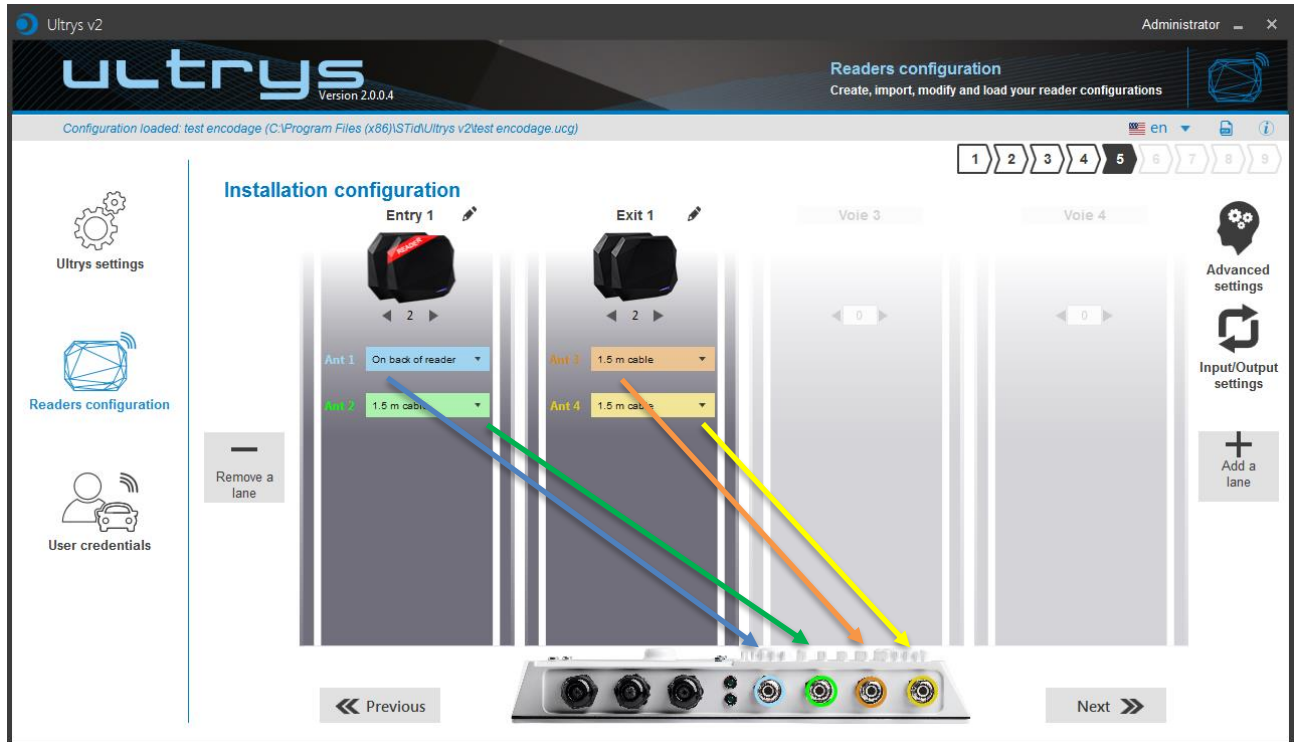 Ultrys v2
Administrator
ultrys
Version 2.0.0.4
Readers configuration
Create, import, modify and load your reader configurations
Configuration loaded: test encodage (C:\Program Files (x86)\STid\Ultrys v2\test encodage.ucg)
en
1 2 3 4 5 6 7 8 9
Installation configuration
Entry 1
Exit 1
Voie 3
Voie 4
READER
2
2
0
0
Ant 1
On back of reader
Ant 3
1.5 m cable
Ant 2
1.5 m cable
Ant 4
1.5 m cable
Ultrys settings
Readers configuration
User credentials
Remove a
lane
Advanced
settings
Input/Output
settings
Add a
lane
Previous
Next